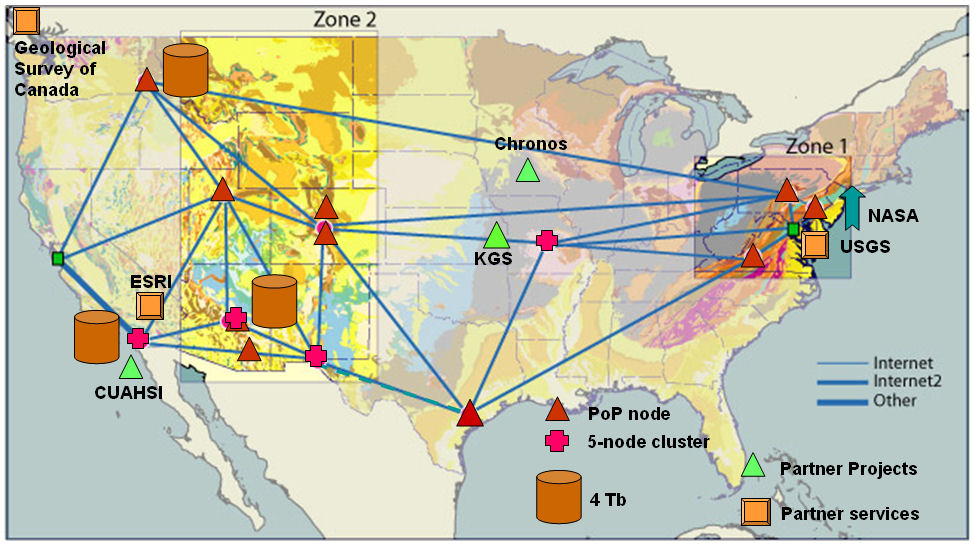 Zone 2
Geological
Survey of
Canada
Chronos
Zone 1
NASA
USGS
KGS
ESRI
CUAHSI
Internet
Internet2
Other
PoP node
5-node cluster
4 Tb
Partner Projects
Partner services